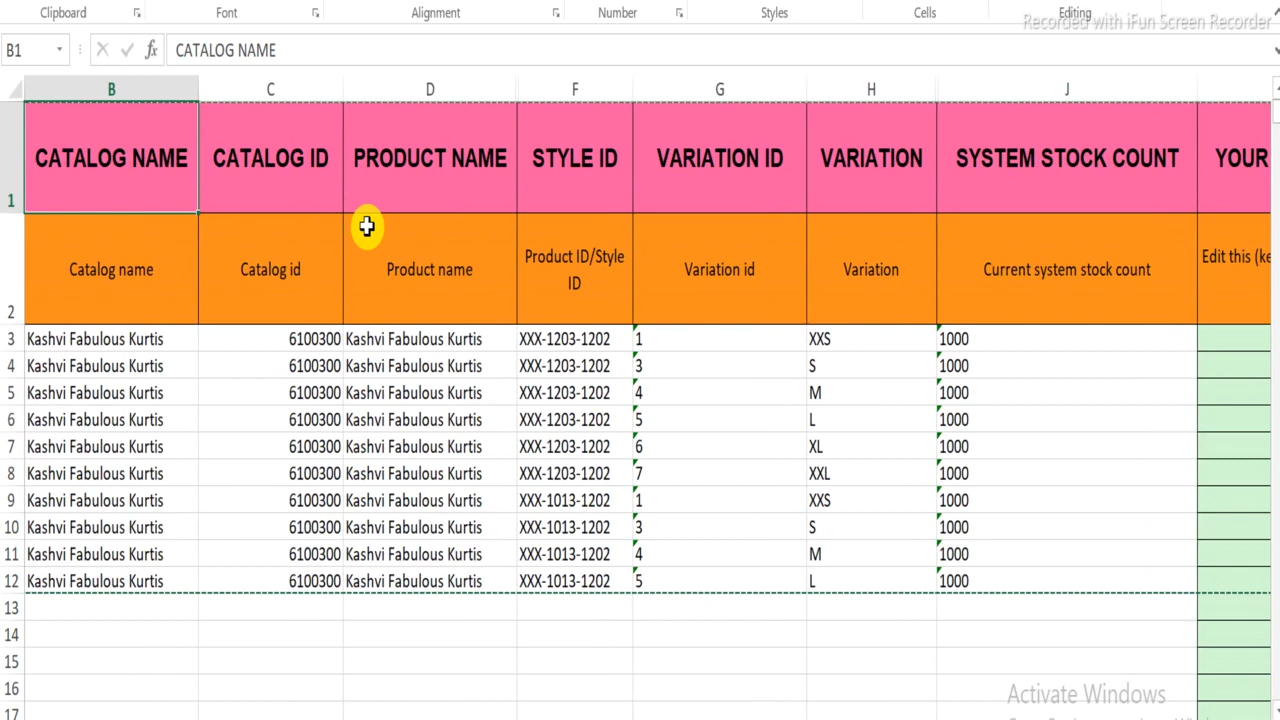 Clipboard Font Alignment Number Styles Cells Editing
Recorded with iFun Screen Recorder
B1 fx CATALOG NAME
B C D F G H J
1 CATALOG NAME CATALOG ID PRODUCT NAME STYLE ID VARIATION ID VARIATION SYSTEM STOCK COUNT YOUR
2 Catalog name Catalog id Product name Product ID/Style ID Variation id Variation Current system stock count Edit this (ke
3 Kashvi Fabulous Kurtis 6100300 Kashvi Fabulous Kurtis XXX-1203-1202 1 XXS 1000
4 Kashvi Fabulous Kurtis 6100300 Kashvi Fabulous Kurtis XXX-1203-1202 3 S 1000
5 Kashvi Fabulous Kurtis 6100300 Kashvi Fabulous Kurtis XXX-1203-1202 4 M 1000
6 Kashvi Fabulous Kurtis 6100300 Kashvi Fabulous Kurtis XXX-1203-1202 5 L 1000
7 Kashvi Fabulous Kurtis 6100300 Kashvi Fabulous Kurtis XXX-1203-1202 6 XL 1000
8 Kashvi Fabulous Kurtis 6100300 Kashvi Fabulous Kurtis XXX-1203-1202 7 XXL 1000
9 Kashvi Fabulous Kurtis 6100300 Kashvi Fabulous Kurtis XXX-1013-1202 1 XXS 1000
10 Kashvi Fabulous Kurtis 6100300 Kashvi Fabulous Kurtis XXX-1013-1202 3 S 1000
11 Kashvi Fabulous Kurtis 6100300 Kashvi Fabulous Kurtis XXX-1013-1202 4 M 1000
12 Kashvi Fabulous Kurtis 6100300 Kashvi Fabulous Kurtis XXX-1013-1202 5 L 1000
13
14
15
16
Activate Windows
17